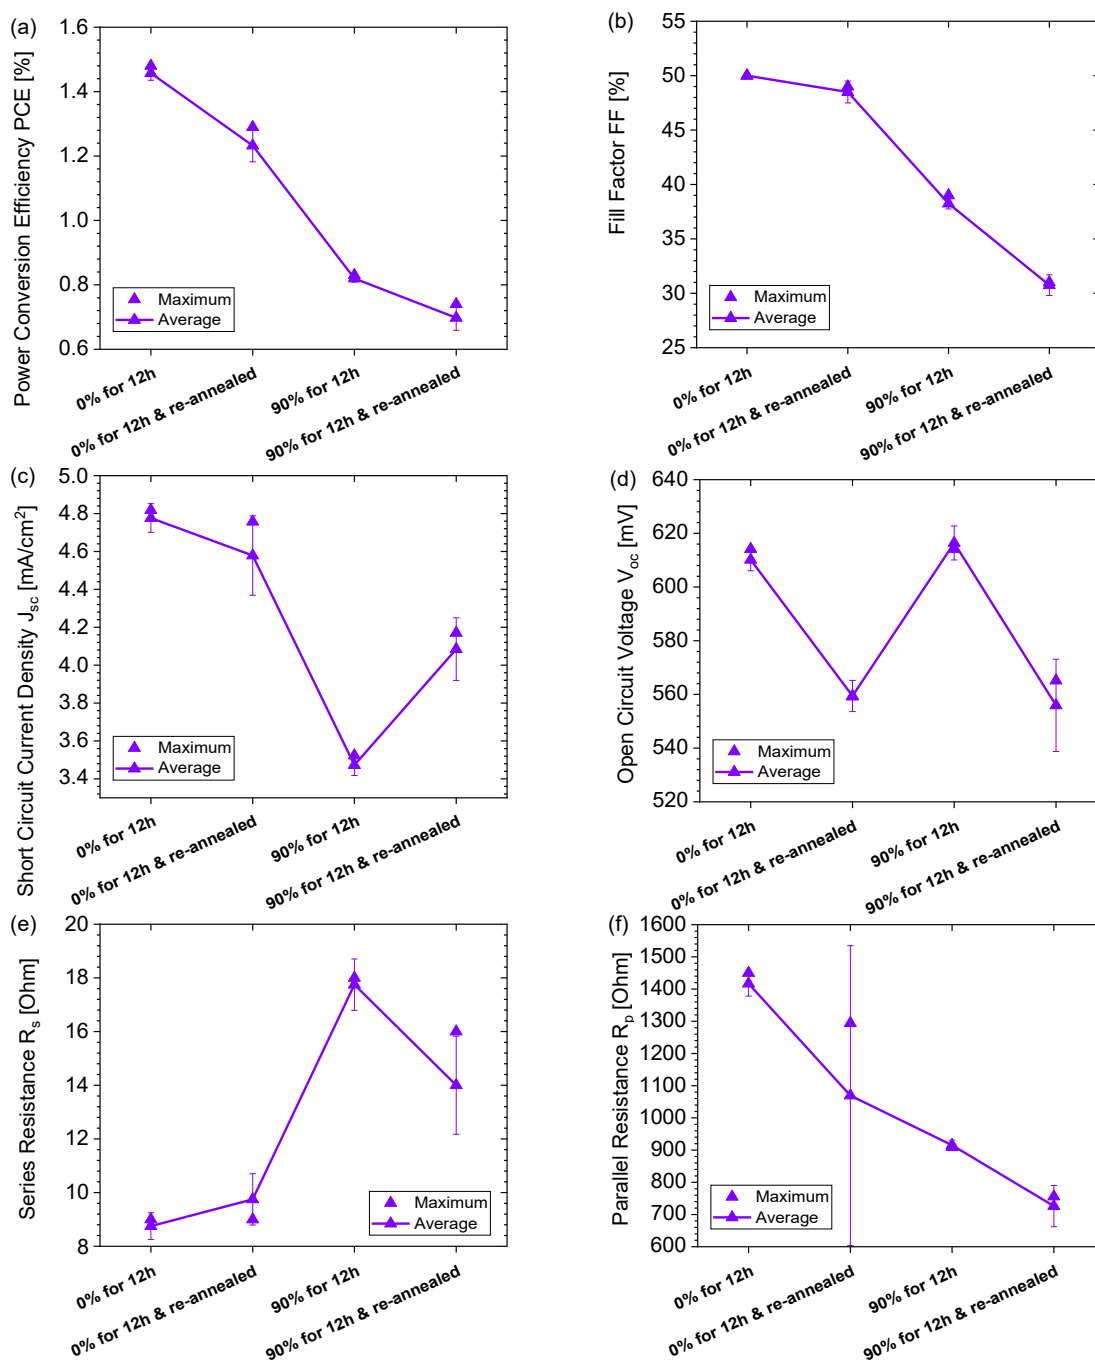 (a)
Power Conversion Efficiency PCE [%]
1.6
1.4
1.2
1.0
0.8
0.6
Maximum
Average
0% for 12h
0% for 12h & re-annealed
90% for 12h
90% for 12h & re-annealed
(b)
Fill Factor FF [%]
55
50
45
40
35
30
25
Maximum
Average
0% for 12h
0% for 12h & re-annealed
90% for 12h
90% for 12h & re-annealed
(c)
Short Circuit Current Density Jsc [mA/cm²]
5.0
4.8
4.6
4.4
4.2
4.0
3.8
3.6
3.4
Maximum
Average
0% for 12h
0% for 12h & re-annealed
90% for 12h
90% for 12h & re-annealed
(d)
Open Circuit Voltage Voc [mV]
640
620
600
580
560
540
520
Maximum
Average
0% for 12h
0% for 12h & re-annealed
90% for 12h
90% for 12h & re-annealed
(e)
Series Resistance Rs [Ohm]
20
18
16
14
12
10
8
Maximum
Average
0% for 12h
0% for 12h & re-annealed
90% for 12h
90% for 12h & re-annealed
(f)
Parallel Resistance Rp [Ohm]
1600
1500
1400
1300
1200
1100
1000
900
800
700
600
Maximum
Average
0% for 12h
0% for 12h & re-annealed
90% for 12h
90% for 12h & re-annealed